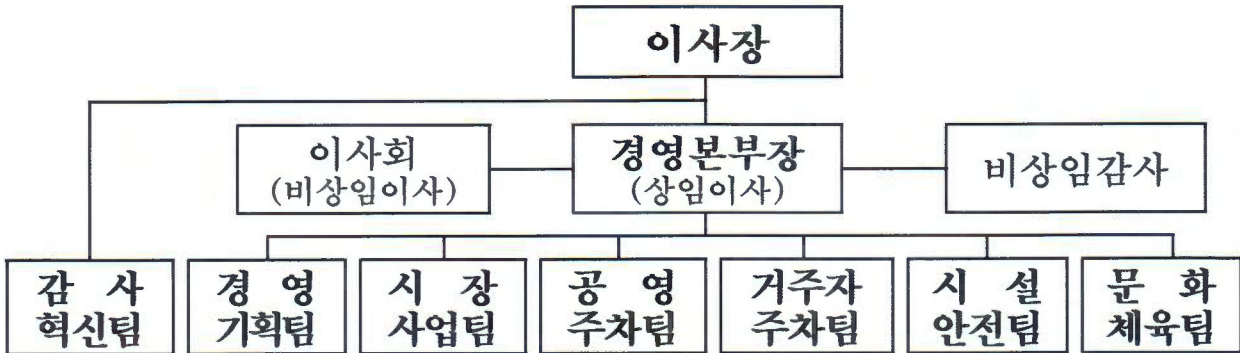 이사장
이사회
(비상임이사)
경영본부장
(상임이사)
비상임감사
감 사
혁신팀
경 영
기획팀
시 장
사업팀
공 영
주차팀
거주자
주차팀
시 설
안전팀
문 화
체육팀